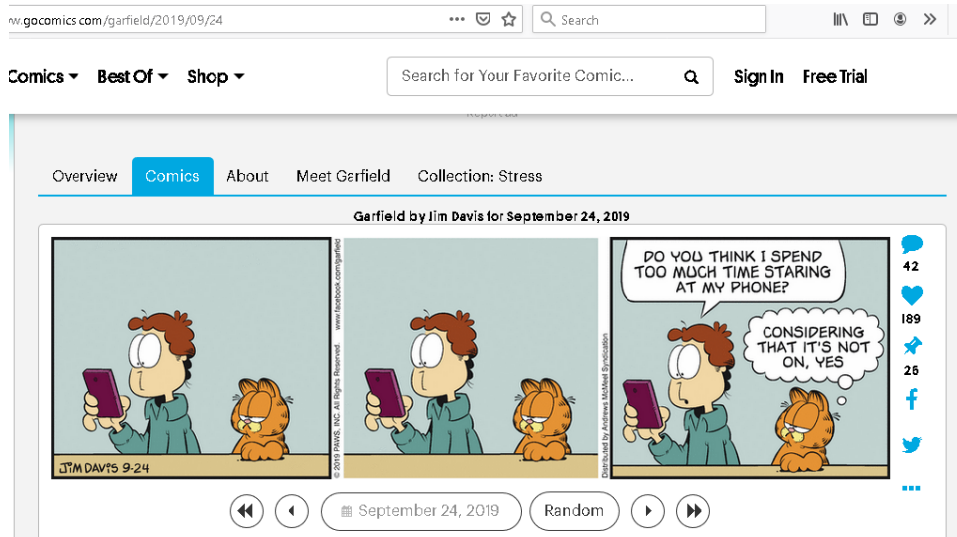 w.gocomics.com/garfield/2019/09/24
Search
Comics
Best Of
Shop
Search for Your Favorite Comic...
Sign In
Free Trial
Report ad
Overview
Comics
About
Meet Garfield
Collection: Stress
Garfield by Jim Davis for September 24, 2019
JIM DAVIS 9-24
© 2019 PAWS, INC. All Rights Reserved. www.facebook.com/garfield
Distributed by Andrews McMeel Syndication
DO YOU THINK I SPEND
TOO MUCH TIME STARING
AT MY PHONE?
CONSIDERING
THAT IT'S NOT
ON, YES
42
189
26
September 24, 2019
Random